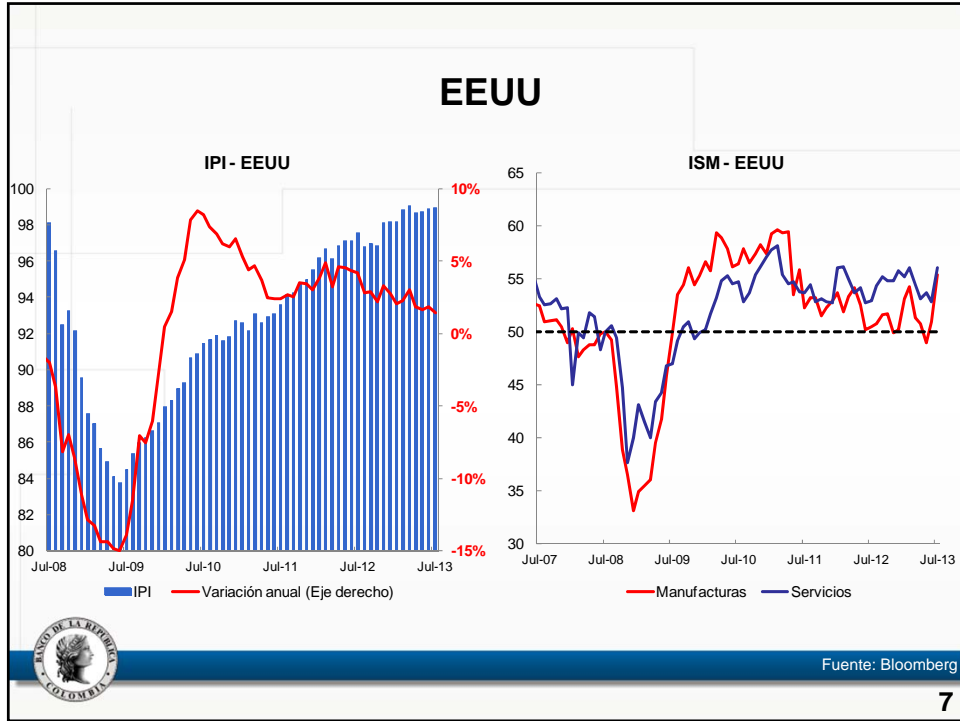 EEUU
IPI - EEUU
100
98
96
94
92
90
88
86
84
82
80
10%
5%
0%
-5%
-10%
-15%
Jul-08 Jul-09 Jul-10 Jul-11 Jul-12 Jul-13
IPI Variación anual (Eje derecho)
ISM - EEUU
65
60
55
50
45
40
35
30
Jul-07 Jul-08 Jul-09 Jul-10 Jul-11 Jul-12 Jul-13
Manufacturas Servicios
BANCO DE LA REPÚBLICA
COLOMBIA
Fuente: Bloomberg
7